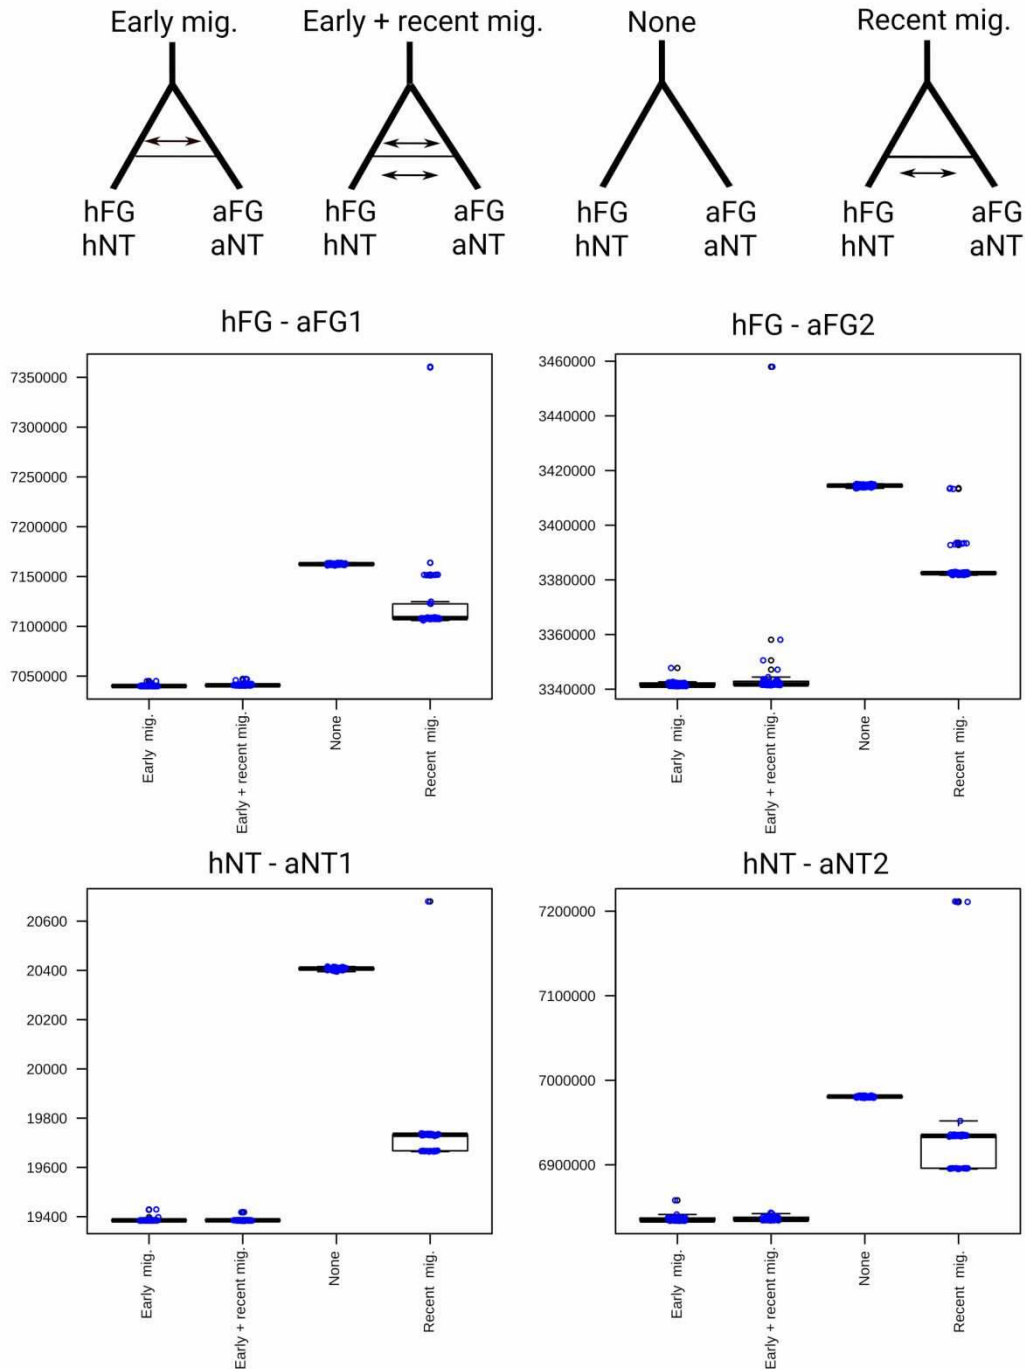 Early mig. Early + recent mig. None Recent mig.
hFG aFG hFG aFG hFG aFG hFG aFG
hNT aNT hNT aNT hNT aNT hNT aNT
hFG - aFG1
7350000
7300000
7250000
7200000
7150000
7100000
7050000
Early mig.
Early + recent mig.
None
Recent mig.
hFG - aFG2
3460000
3440000
3420000
3400000
3380000
3360000
3340000
Early mig.
Early + recent mig.
None
Recent mig.
hNT - aNT1
20600
20400
20200
20000
19800
19600
19400
Early mig.
Early + recent mig.
None
Recent mig.
hNT - aNT2
7200000
7100000
7000000
6900000
Early mig.
Early + recent mig.
None
Recent mig.